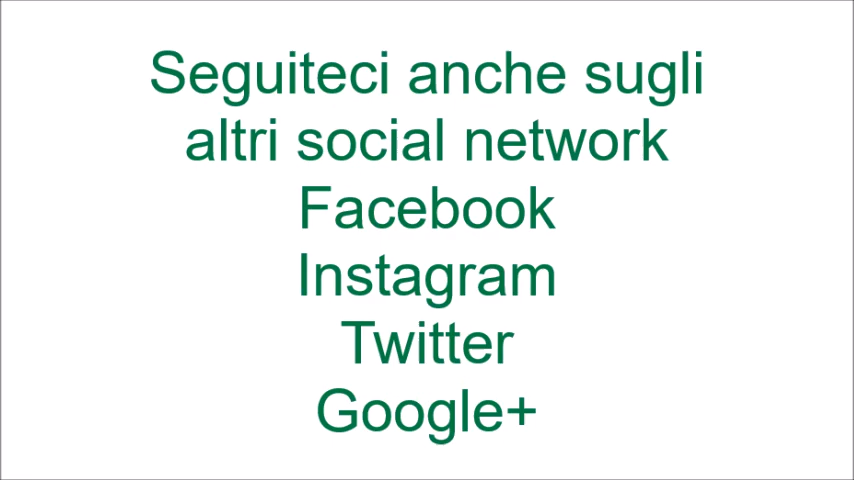 Seguiteci anche sugli
altri social network
Facebook
Instagram
Twitter
Google+